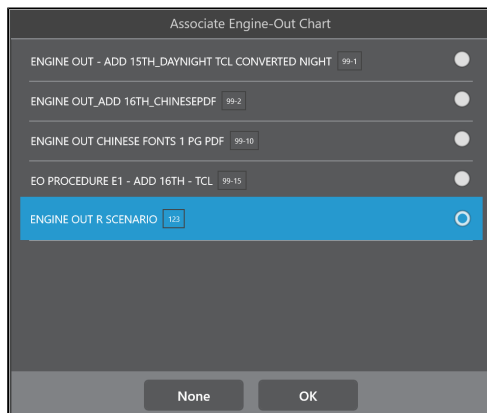 Associate Engine-Out Chart
ENGINE OUT - ADD 15TH_DAYNIGHT TCL CONVERTED NIGHT 99-1
ENGINE OUT_ADD 16TH_CHINESEPDF 99-2
ENGINE OUT CHINESE FONTS 1 PG PDF 99-10
EO PROCEDURE E1 - ADD 16TH - TCL 99-15
ENGINE OUT R SCENARIO 123
None OK